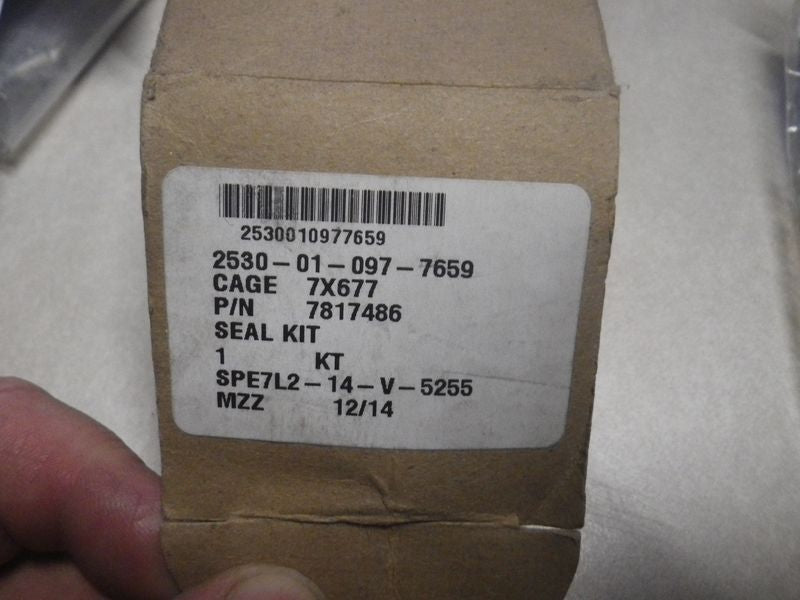 2530010977659
2530-01-097-7659
CAGE 7X677
P/N 7817486
SEAL KIT
1 KT
SPE7L2-14-V-5255
MZZ 12/14